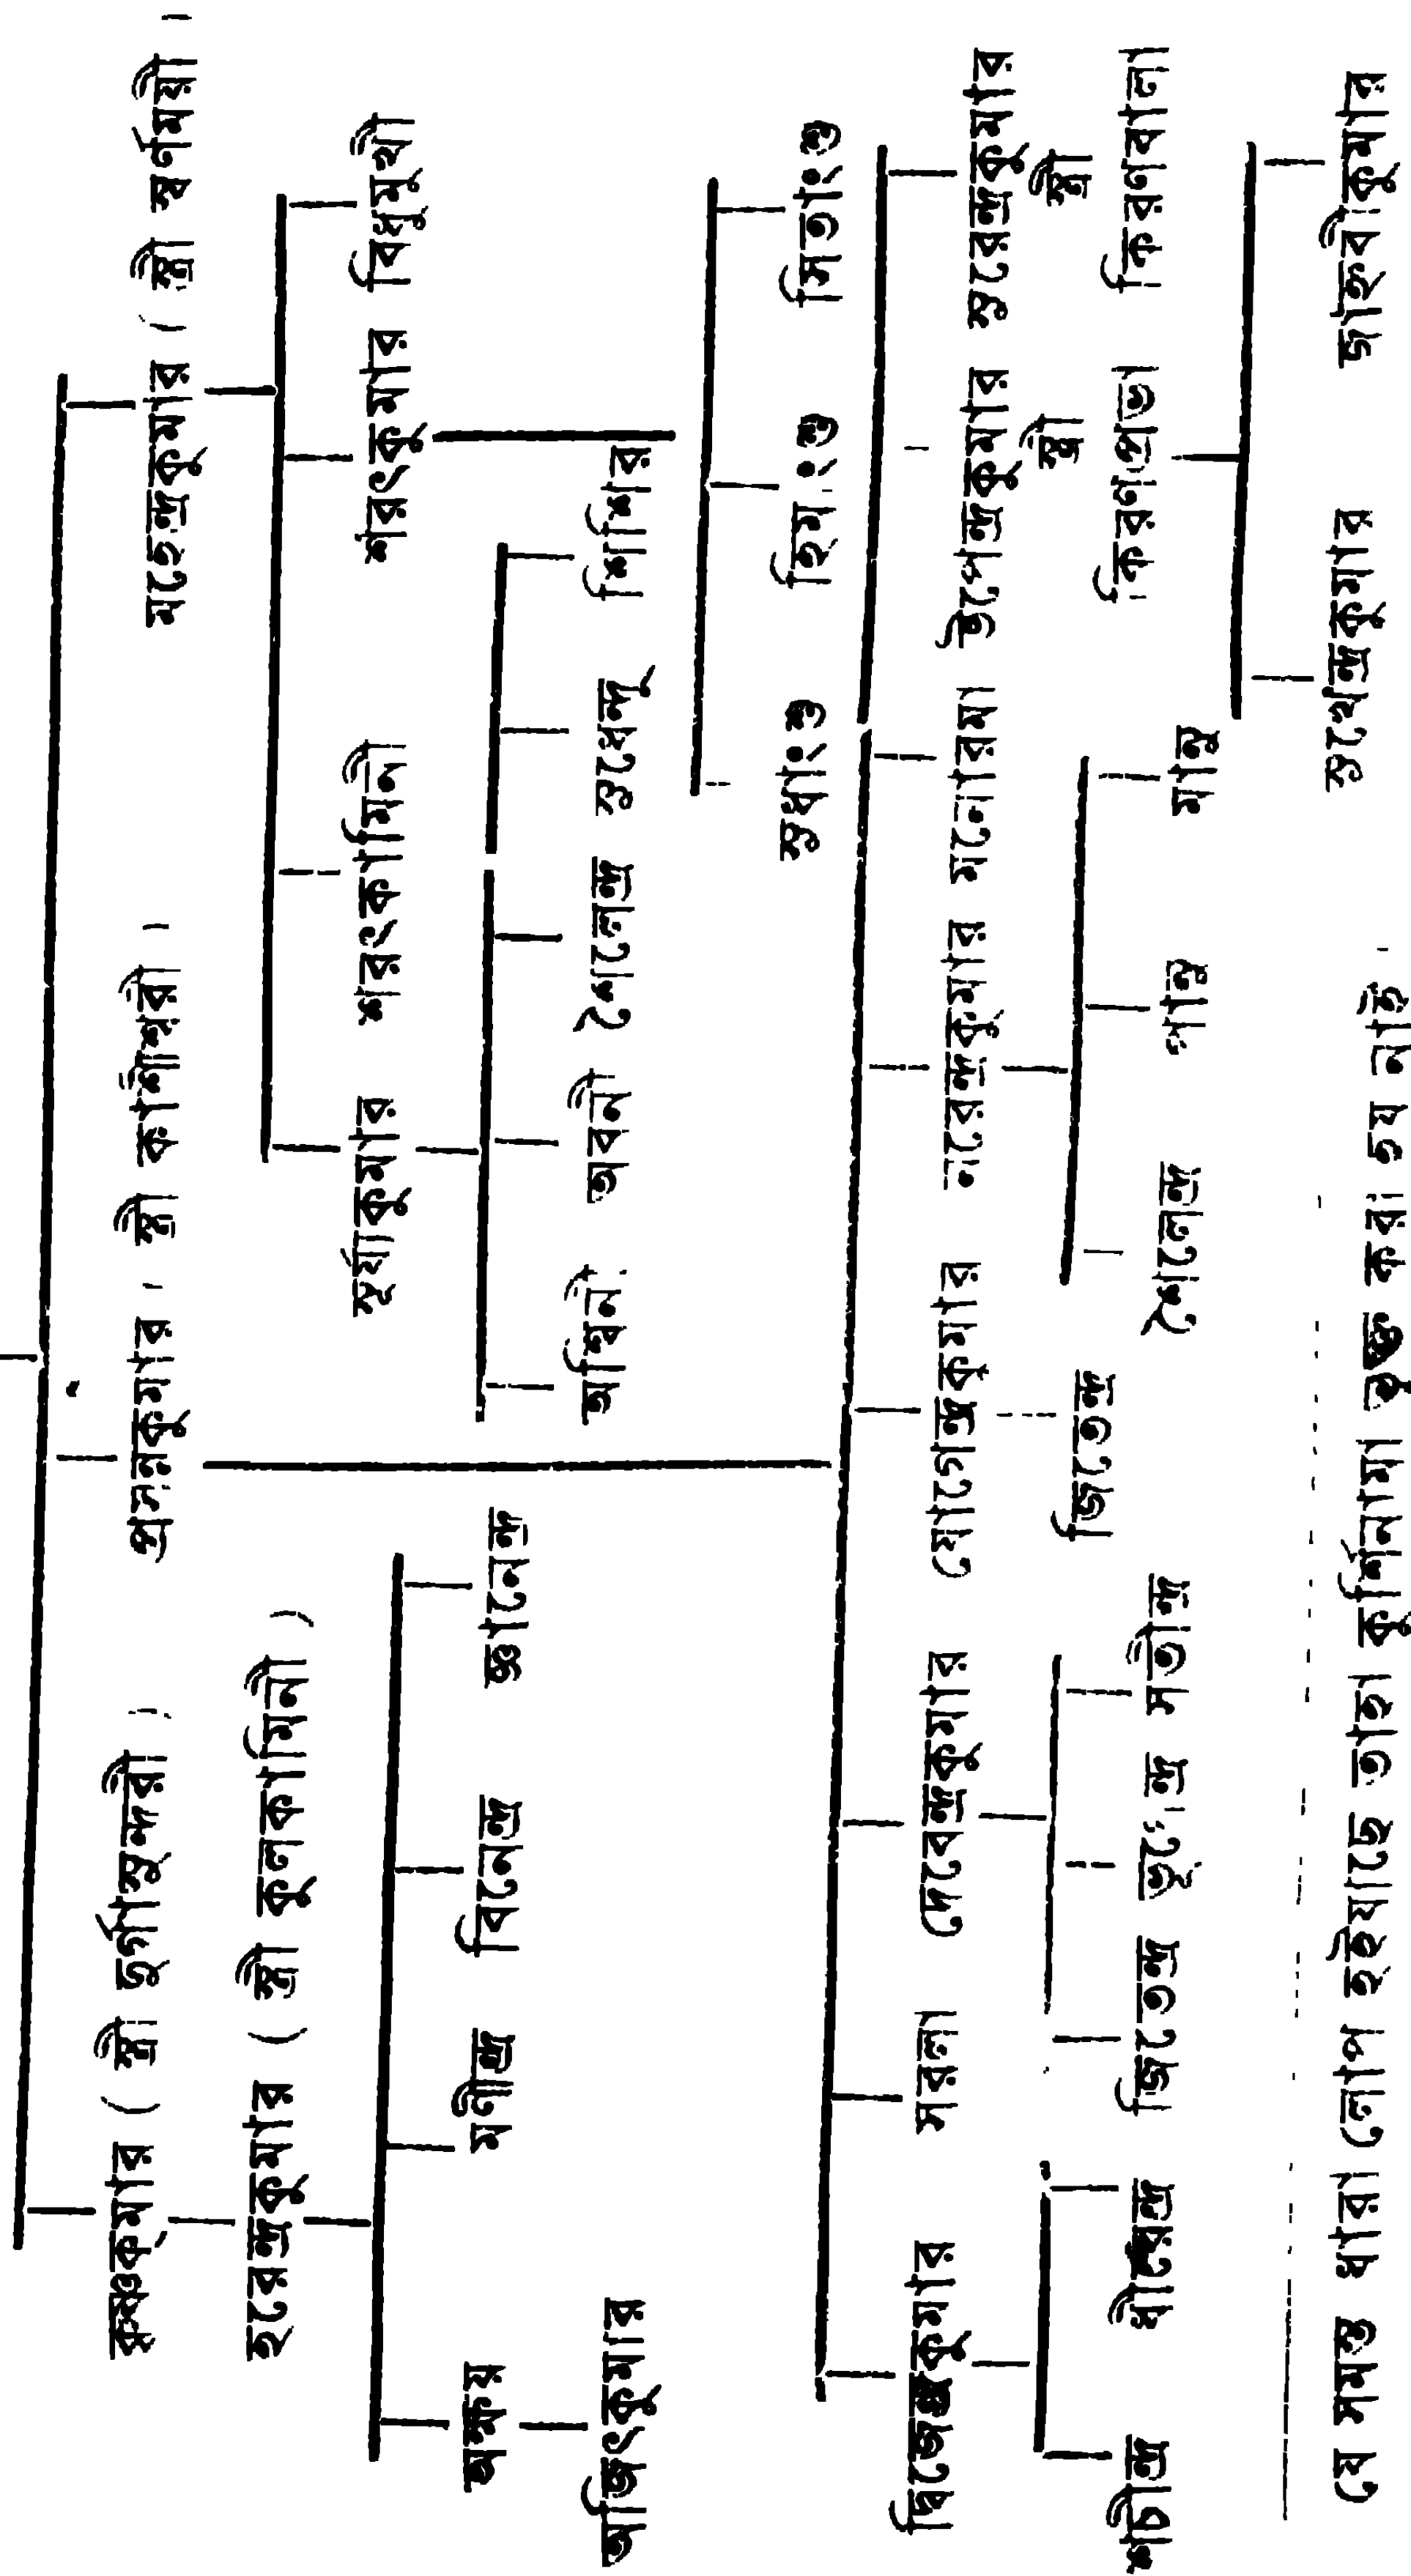 কৃষ্ণকুমার ( স্ত্রী দুর্গাসুন্দরী ) প্রসন্নকুমার । স্ত্রী কাশীশ্বরী । মহেন্দ্রকুমার ( স্ত্রী স্বর্ণময়ী ।
হরেন্দ্রকুমার ( স্ত্রী কুলকামিনী )
সূর্য্যকুমার শরৎকামিনী শরৎকুমার বিধুমুখী
অক্ষয় মণীন্দ্র বিনেন্দ্র জ্ঞানেন্দ্র
অজিৎকুমার অশ্বিনী অবনী শৈলেন্দ্র সুধেন্দু শিশির
সুধাংশু হিমাংশু সিতাংশু
দ্বিজেন্দ্রকুমার সরলা দেবেন্দ্রকুমার যোগেন্দ্রকুমার নরেন্দ্রকুমার মনোরমা উপেন্দ্রকুমার সুরেন্দ্রকুমার
স্ত্রী স্ত্রী
জিতেন্দ্র কিরণপ্রভা কিরণবালা
শচীন্দ্র ধীরেন্দ্র জিতেন্দ্র সতীন্দ্র শৈলেন্দ্র পানু মানু
সুখেন্দ্রকুমার জাহ্নবীকুমার
যে সমস্ত ধারা লোপ হইয়াছে তাহা কুর্শিনামা ভুক্ত করা হয় নাই